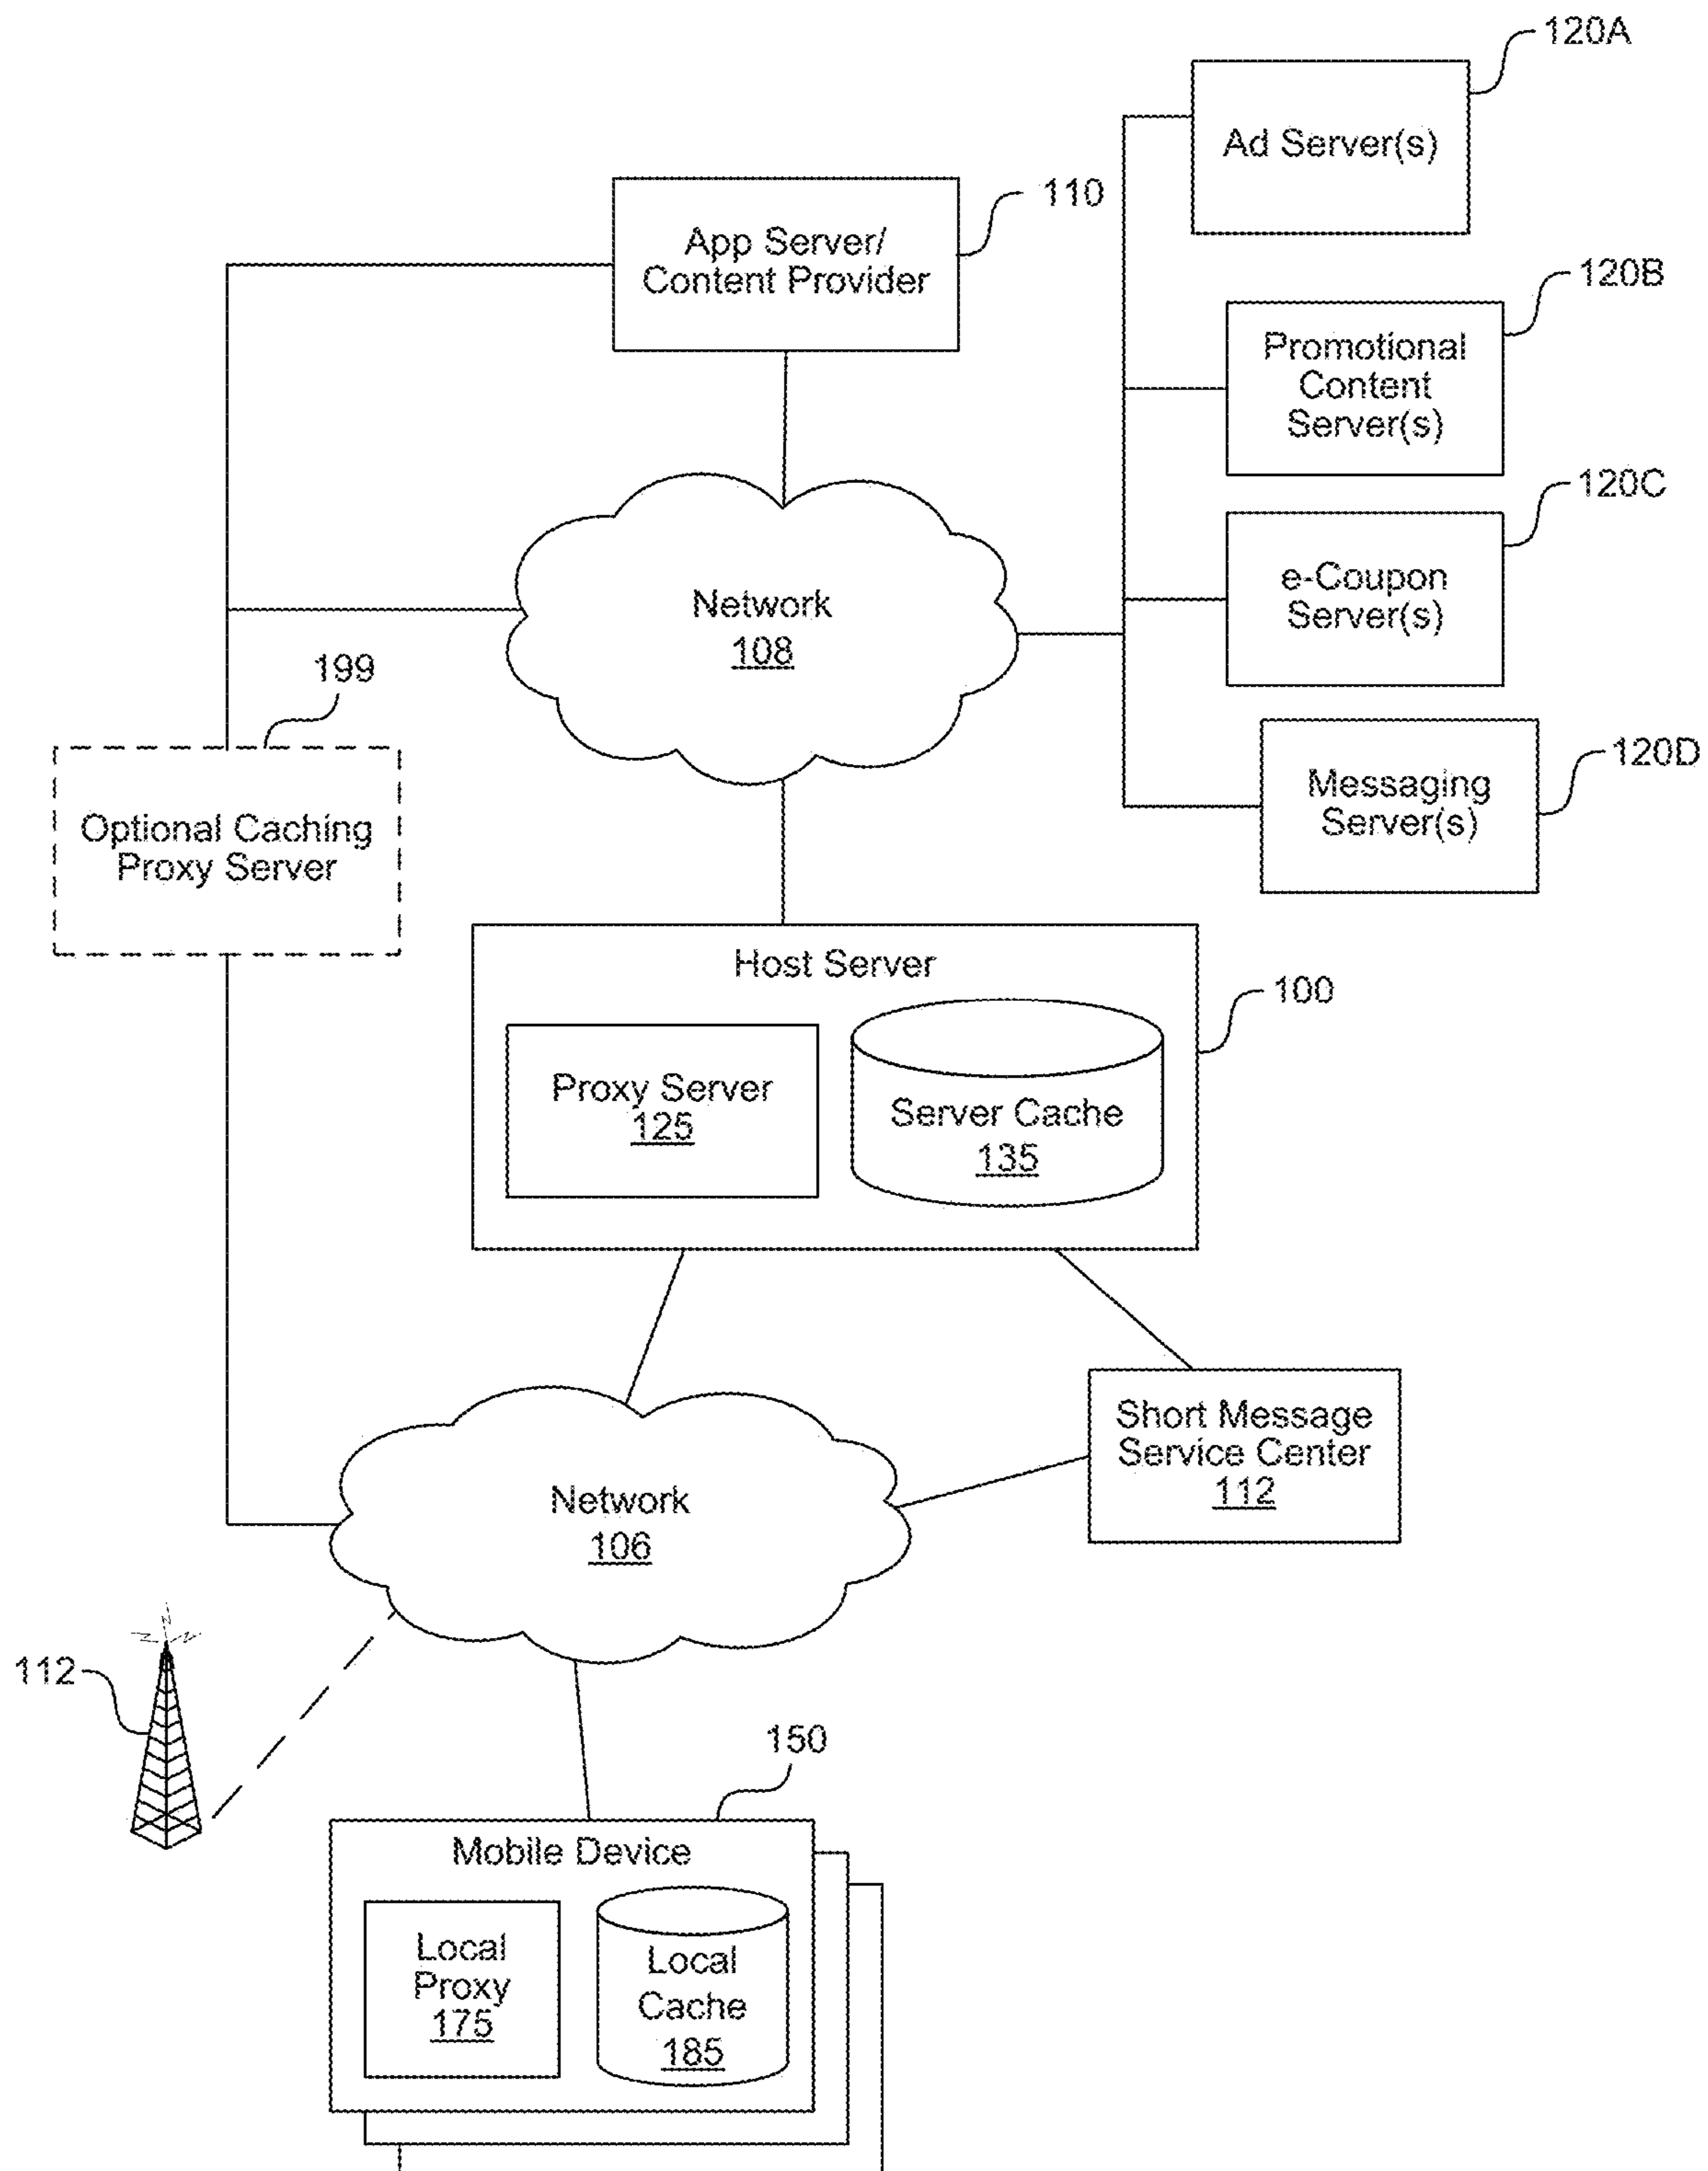 120A
Ad Server(s)
110
App Server/
Content Provider
120B
Promotional
Content
Server(s)
120C
e-Coupon
Server(s)
Network
108
199
120D
Messaging
Server(s)
Optional Caching
Proxy Server
Host Server
100
Proxy Server
125
Server Cache
135
Short Message
Service Center
112
Network
106
112
150
Mobile Device
Local
Proxy
175
Local
Cache
185